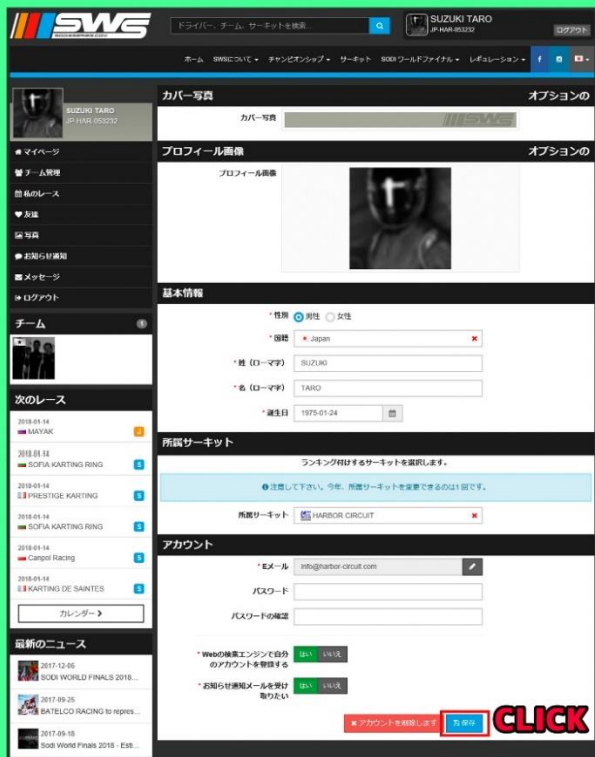 SWS
SODIWSERIES.COM
ドライバー、チーム、サーキットを検索...
SUZUKI TARO
JP-HAR-053232
ログアウト
ホーム SWSについて チャンピオンシップ サーキット SODI ワールドファイナル レギュレーション
SUZUKI TARO
JP-HAR-053232
マイページ
チーム管理
私のレース
友達
写真
お知らせ通知
メッセージ
ログアウト
チーム
次のレース
2018-01-14
MAYAK
J
2018-01-14
SOFIA KARTING RING
S
2018-01-14
PRESTIGE KARTING
S
2018-01-14
SOFIA KARTING RING
S
2018-01-14
Canpol Racing
S
2018-01-14
KARTING DE SAINTES
S
カレンダー
最新のニュース
2017-12-06
SODI WORLD FINALS 2018...
2017-09-25
BATELCO RACING to repres...
2017-09-18
Sodi World Finals 2018 - Esti...
カバー写真 オプションの
カバー写真
SWS
プロフィール画像 オプションの
プロフィール画像
基本情報
* 性別 男性 女性
* 国籍 Japan
* 姓（ローマ字） SUZUKI
* 名（ローマ字） TARO
* 誕生日 1975-01-24
所属サーキット
ランキング付けするサーキットを選択します。
注意して下さい。今年、所属サーキットを変更できるのは1回です。
所属サーキット HARBOR CIRCUIT
アカウント
* Eメール info@harbor-circuit.com
パスワード
パスワードの確認
* Webの検索エンジンで自分
のアカウントを登録する
はい いいえ
* お知らせ通知メールを受け
取りたい
はい いいえ
アカウントを削除します
保存
CLICK